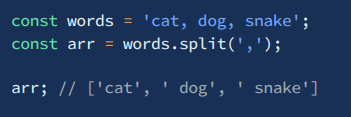 const words = 'cat, dog, snake';
const arr = words.split(',');
arr; // ['cat', ' dog', ' snake']